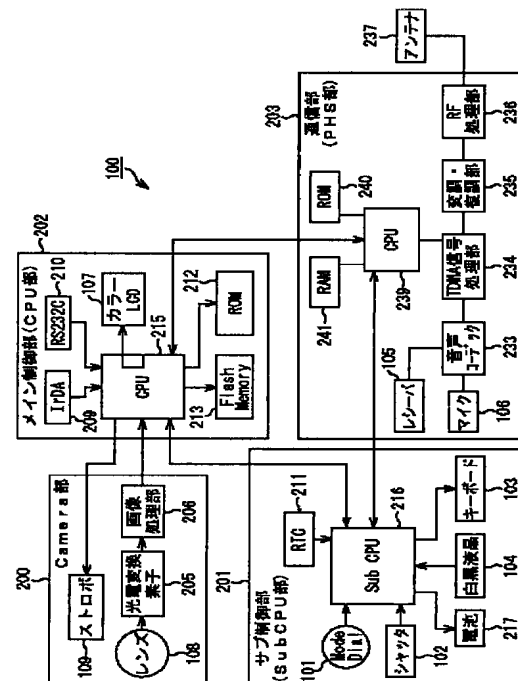 100
200
Camera部
ストロボ
109
レンズ
108
光電変換
素子
205
画像
処理部
206
202
メイン制御部(CPU部)
IrDA
209
RS232C
210
カラー
LCD
107
CPU
215
Flash
Memory
213
ROM
212
201
サブ制御部
(SubCPU部)
RTC
211
Mode
Dial
101
Sub CPU
216
シャッタ
102
電池
217
白黒液晶
104
キーボード
103
203
通信部
(PHS部)
RAM
241
ROM
240
CPU
239
レシーバ
105
マイク
106
音声
コーデック
233
TDMA信号
処理部
234
変調・
復調部
235
RF
処理部
236
アンテナ
237